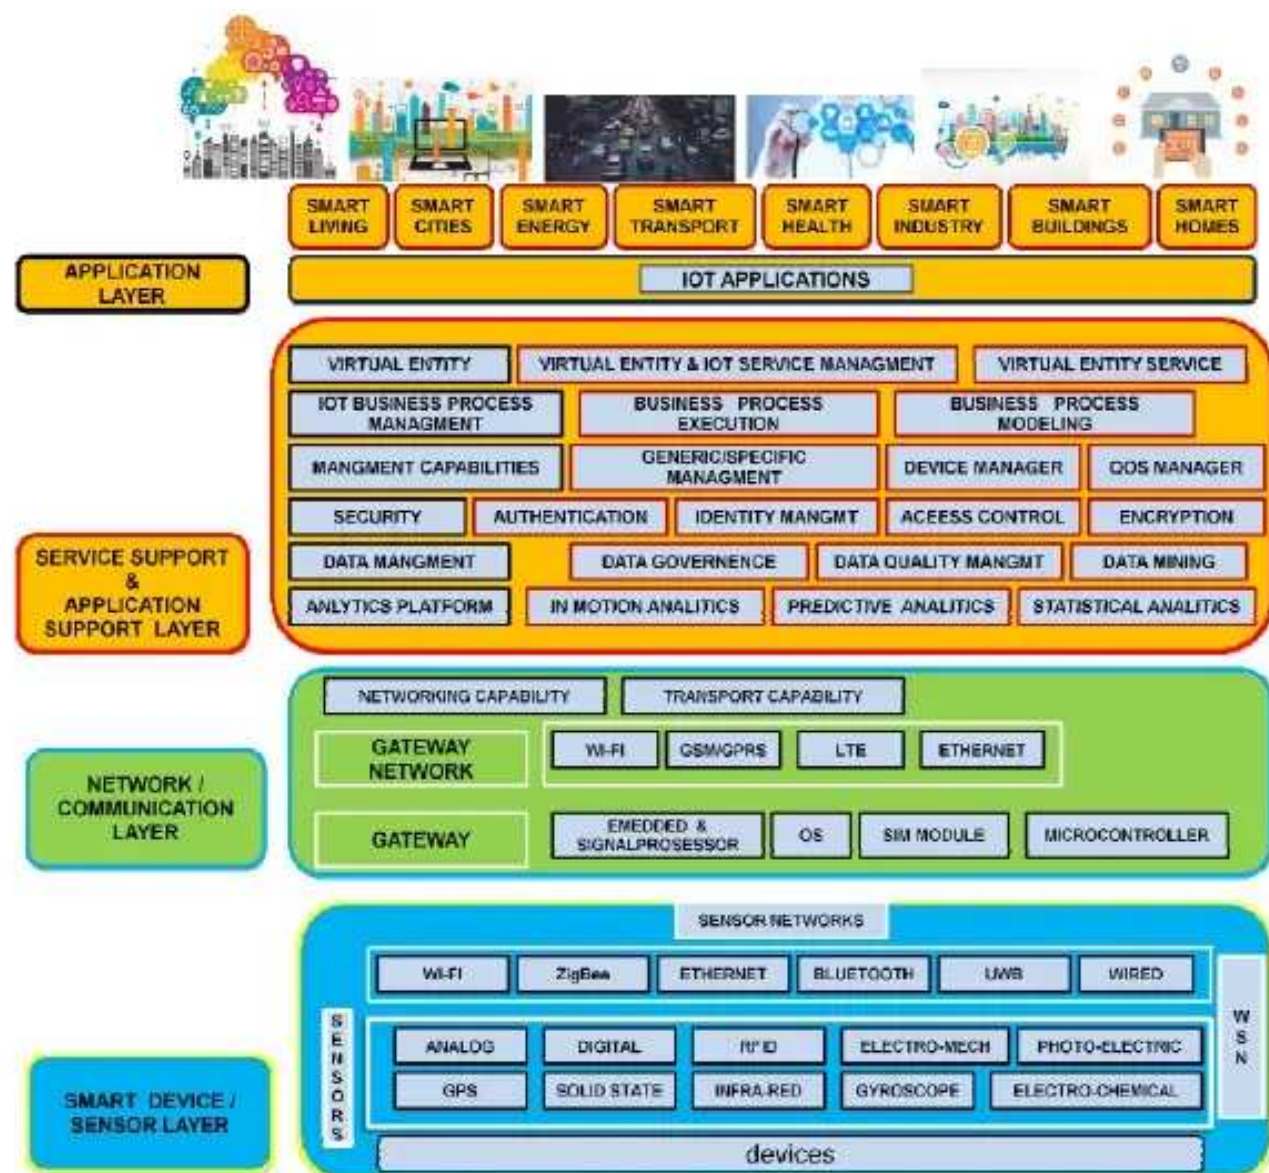 SMART
LIVING
SMART
CITIES
SMART
ENERGY
SMART
TRANSPORT
SMART
HEALTH
SMART
INDUSTRY
SMART
BUILDINGS
SMART
HOMES
APPLICATION
LAYER
IOT APPLICATIONS
VIRTUAL ENTITY
VIRTUAL ENTITY & IOT SERVICE MANAGMENT
VIRTUAL ENTITY SERVICE
IOT BUSINESS PROCESS
MANAGMENT
BUSINESS PROCESS
EXECUTION
BUSINESS PROCESS
MODELING
MANGMENT CAPABILITIES
GENERIC/SPECIFIC
MANAGMENT
DEVICE MANAGER
QOS MANAGER
SECURITY
AUTHENTICATION
IDENTITY MANGMT
ACEESS CONTROL
ENCRYPTION
SERVICE SUPPORT
&
APPLICATION
SUPPORT LAYER
DATA MANGMENT
DATA GOVERNENCE
DATA QUALITY MANGMT
DATA MINING
ANLYTICS PLATFORM
IN MOTION ANALITICS
PREDICTIVE ANALITICS
STATISTICAL ANALITICS
NETWORKING CAPABILITY
TRANSPORT CAPABILITY
GATEWAY
NETWORK
WI-FI
GSM/GPRS
LTE
ETHERNET
NETWORK /
COMMUNICATION
LAYER
GATEWAY
EMEDDED &
SIGNALPROSESSOR
OS
SIM MODULE
MICROCONTROLLER
SENSOR NETWORKS
WI-FI
ZigBee
ETHERNET
BLUETOOTH
UWB
WIRED
SENSORS
ANALOG
DIGITAL
RFID
ELECTRO-MECH
PHOTO-ELECTRIC
WSN
GPS
SOLID STATE
INFRA-RED
GYROSCOPE
ELECTRO-CHEMICAL
SMART DEVICE /
SENSOR LAYER
devices